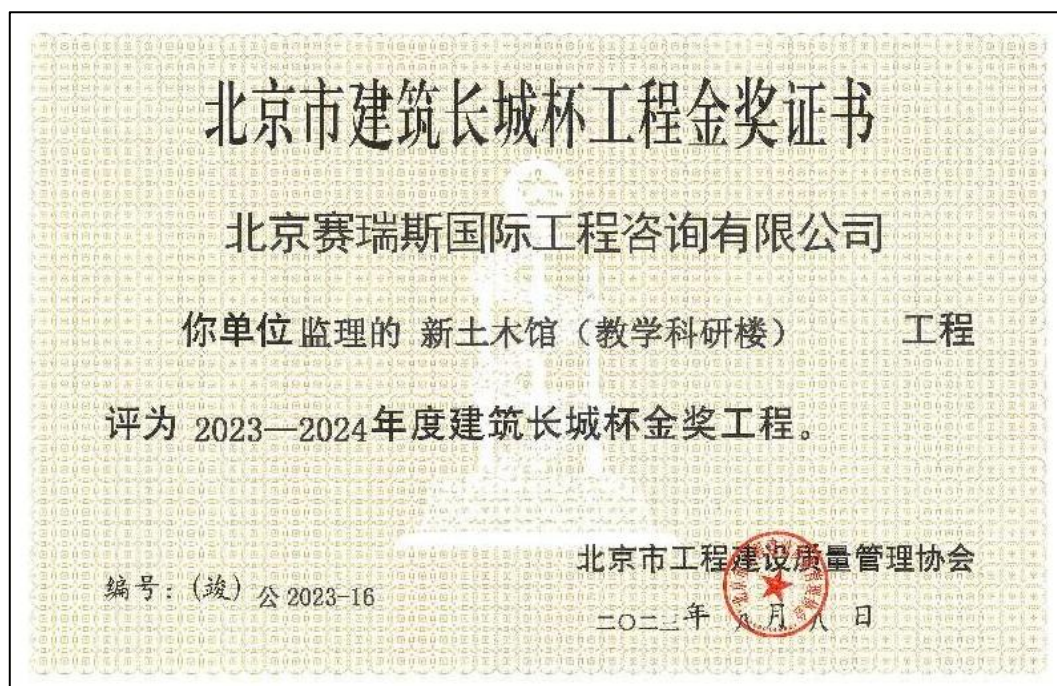 北京市建筑长城杯工程金奖证书
北京赛瑞斯国际工程咨询有限公司
你单位监理的 新土木馆（教学科研楼） 工程
评为 2023—2024年度建筑长城杯金奖工程。
北京市工程建设质量管理协会
编号：(竣) 公 2023-16
二〇二三年 八月八日